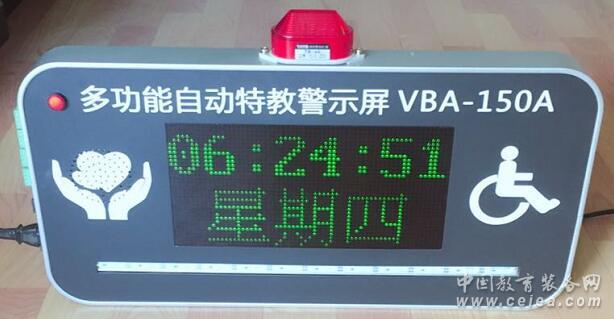 多功能自动特教警示屏 VBA-150A
06:24:51
星期四
中国教育装备网
www.ceiea.com